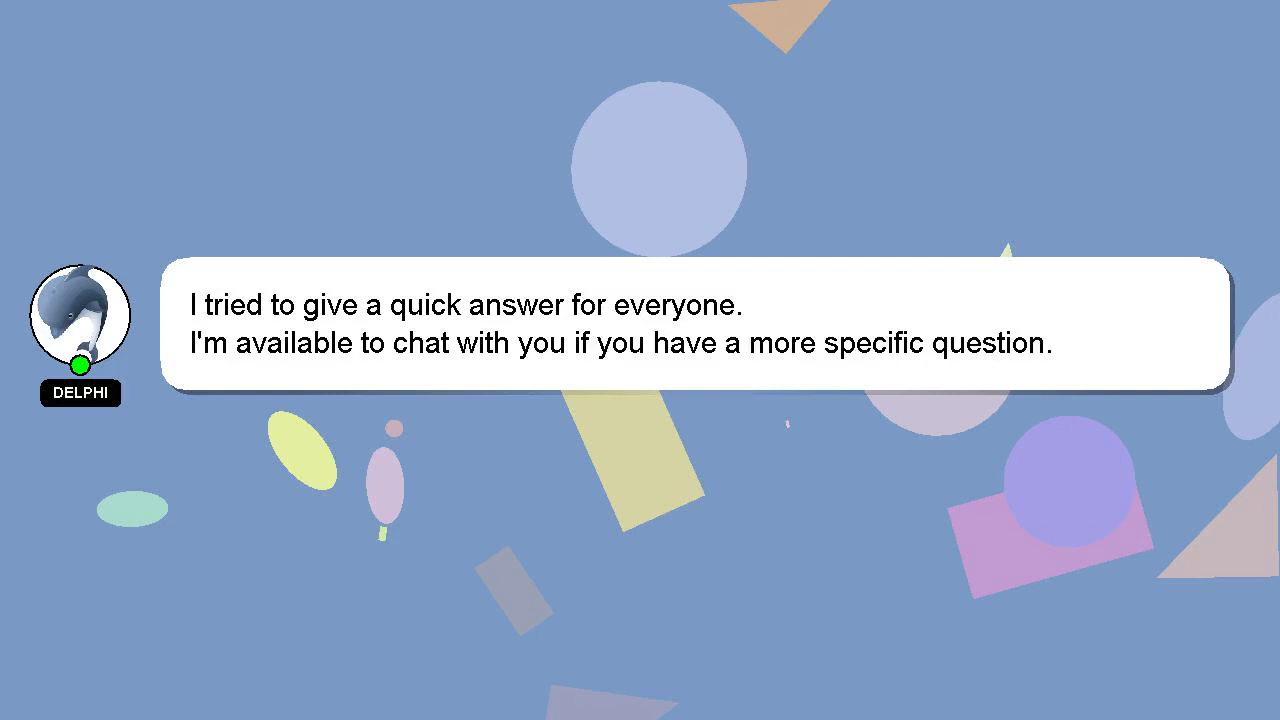 I tried to give a quick answer for everyone.
I'm available to chat with you if you have a more specific question.
DELPHI